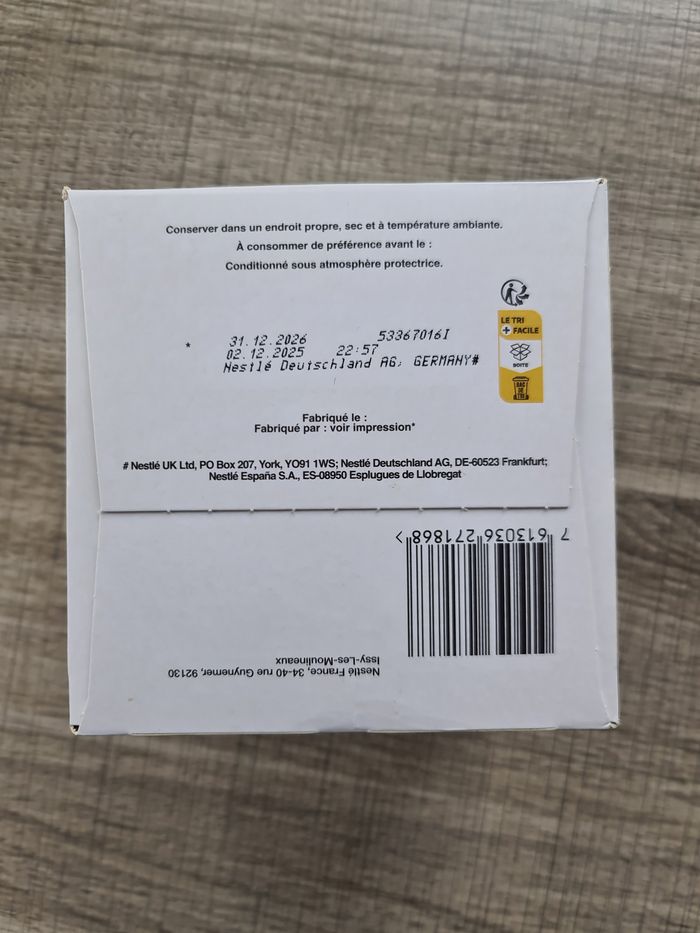 Conserver dans un endroit propre, sec et à température ambiante.
À consommer de préférence avant le :
Conditionné sous atmosphère protectrice.
31.12.2026 53367016I
* 02.12.2025 22:57
Nestlé Deutschland AG, GERMANY#
LE TRI
+ FACILE
BOITE
BAC
DE
TRI
Fabriqué le :
Fabriqué par : voir impression*
# Nestlé UK Ltd, PO Box 207, York, YO91 1WS; Nestlé Deutschland AG, DE-60523 Frankfurt;
Nestlé España S.A., ES-08950 Esplugues de Llobregat
7 613036 271868 >
Nestlé France, 34-40 rue Guynemer, 92130
Issy-Les-Moulineaux